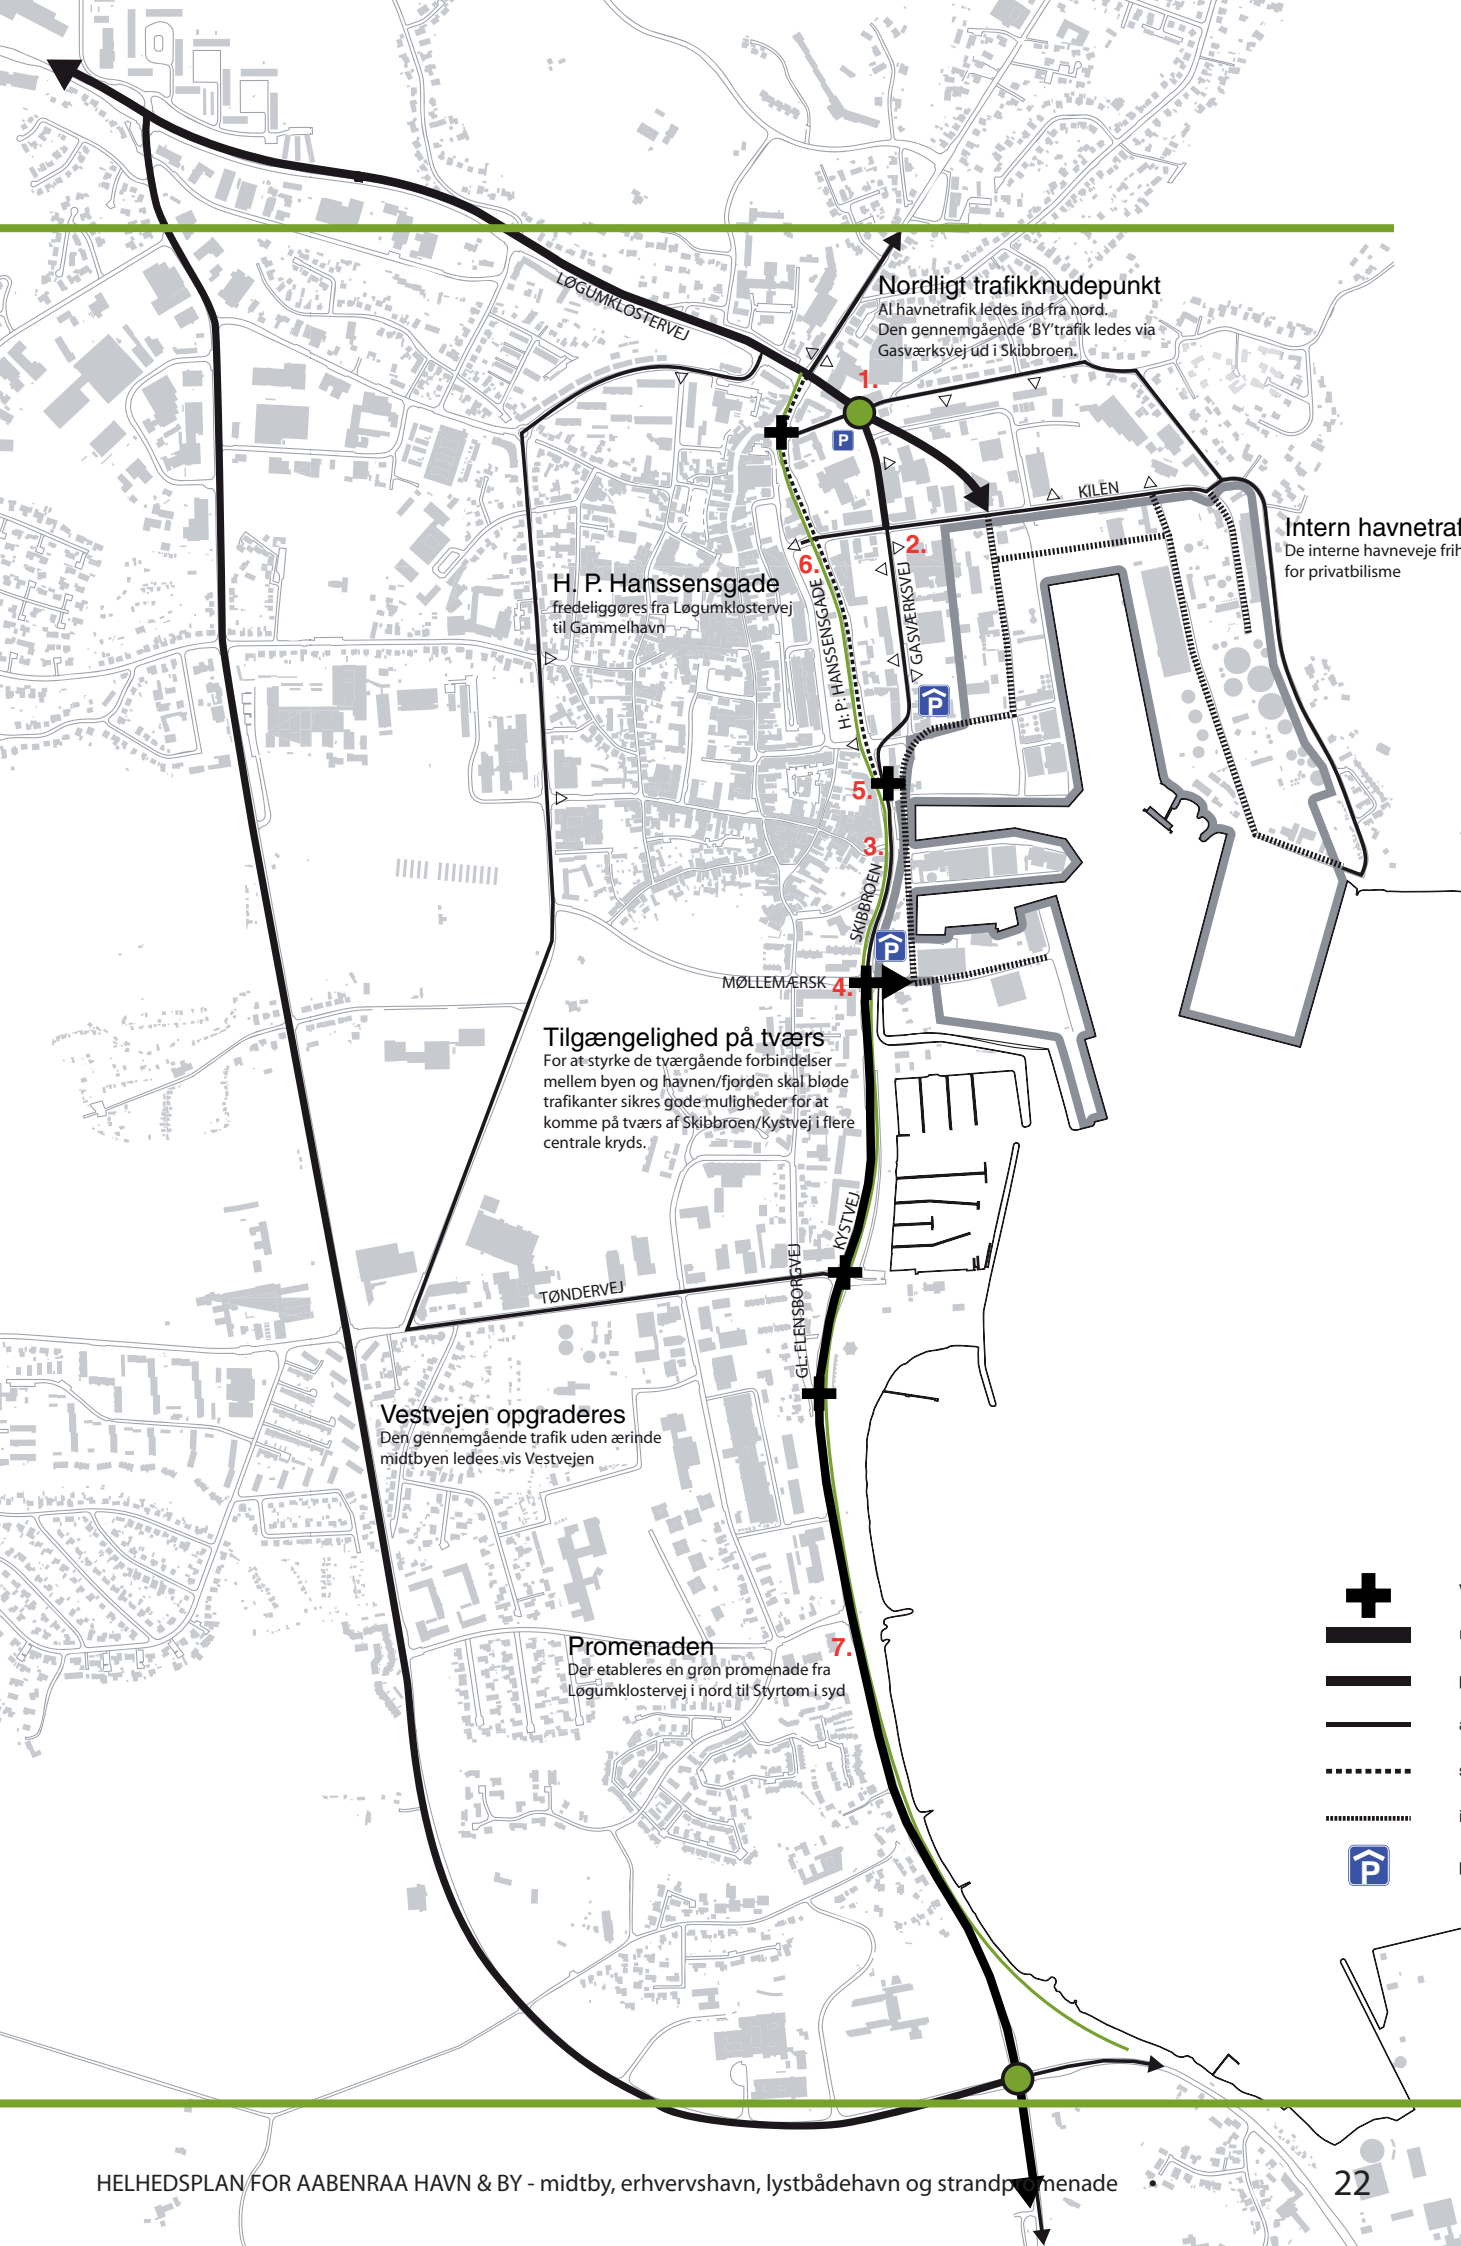 LØGUMKLOSTERVEJ
Nordligt trafikknudepunkt
Al havnetrafik ledes ind fra nord.
Den gennemgående 'BY'trafik ledes via
Gasværksvej ud i Skibbroen.
1.
P
KILEN
2.
6.
Intern havnetraf
De interne havneveje frih
for privatbilisme
H. P. Hanssensgade
fredeliggøres fra Løgumklostervej
til Gammelhavn
H: P: HANSSENSGADE
GASVÆRKSVEJ
P
5.
3.
SKIBBROEN
P
MØLLEMÆRSK
4.
Tilgængelighed på tværs
For at styrke de tværgående forbindelser
mellem byen og havnen/fjorden skal bløde
trafikanter sikres gode muligheder for at
komme på tværs af Skibbroen/Kystvej i flere
centrale kryds.
KYSTVEJ
GL: FLENSBORGVEJ
TØNDERVEJ
Vestvejen opgraderes
Den gennemgående trafik uden ærinde
midtbyen ledees vis Vestvejen
Promenaden
Der etableres en grøn promenade fra
Løgumklostervej i nord til Styrtom i syd
7.
P
HELHEDSPLAN FOR AABENRAA HAVN & BY - midtby, erhvervshavn, lystbådehavn og strandpromenade • 22